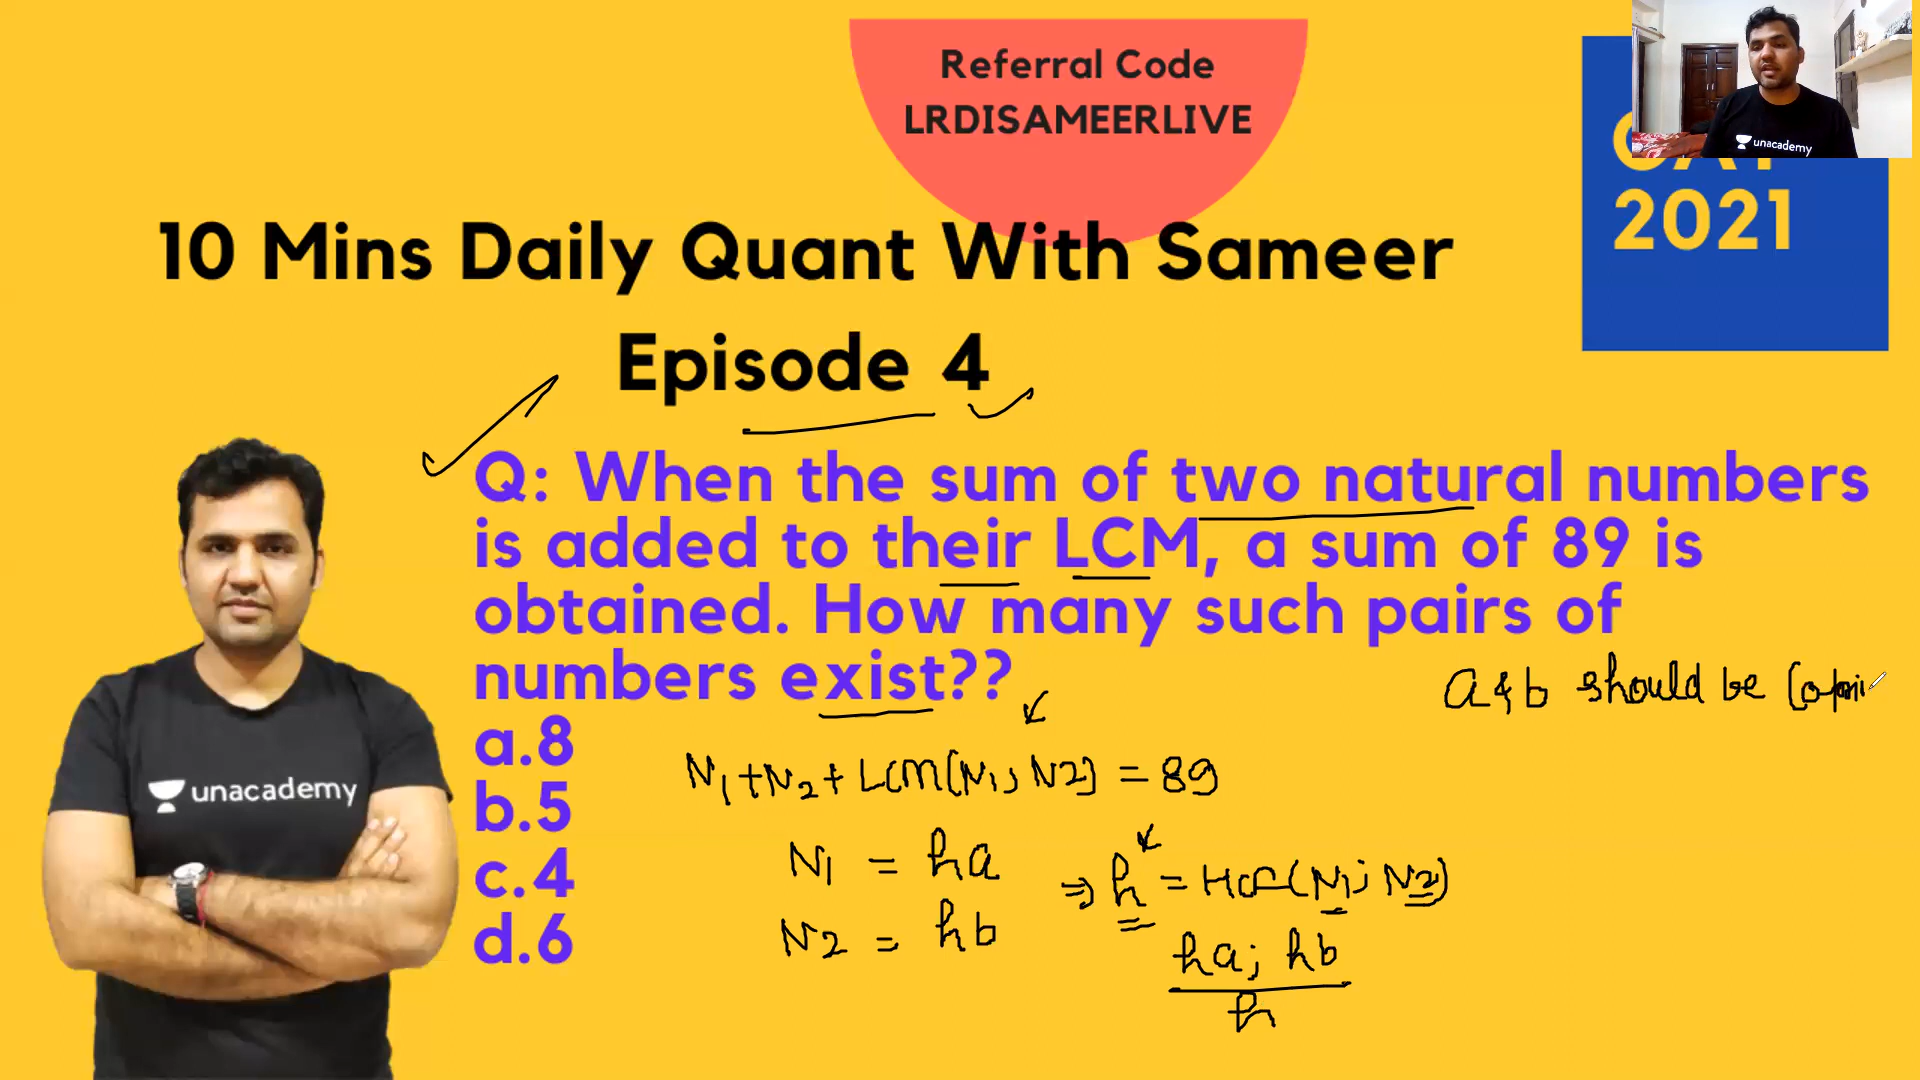 Referral Code
LRDISAMEERLIVE
unacademy
2021
10 Mins Daily Quant With Sameer
Episode 4
Q: When the sum of two natural numbers
is added to their LCM, a sum of 89 is
obtained. How many such pairs of
numbers exist??
a & b should be
a.8
b.5
c.4
d.6
unacademy
N1+N2+LCM(N1; N2) = 89
N1 = ha
N2 = hb
⇒ h = HCF(N1; N2)
ha; hb
h